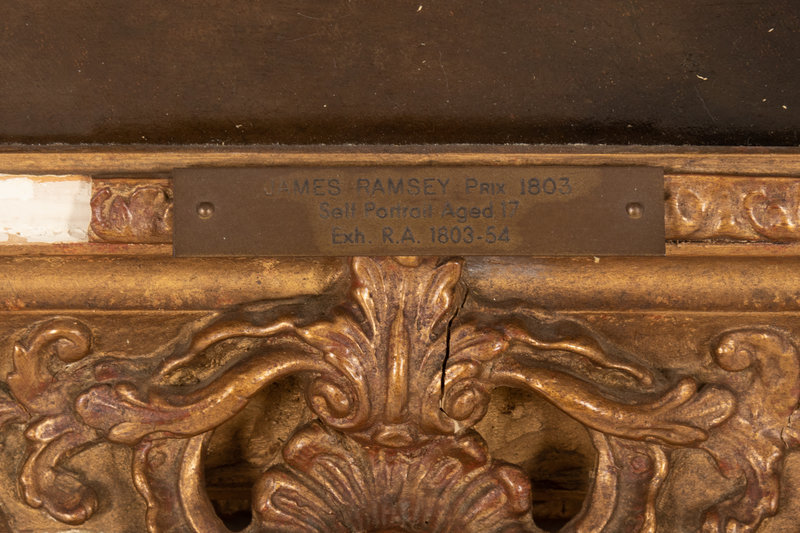 JAMES RAMSEY Prix 1803
Self Portrait Aged 17
Exh. R.A. 1803-54